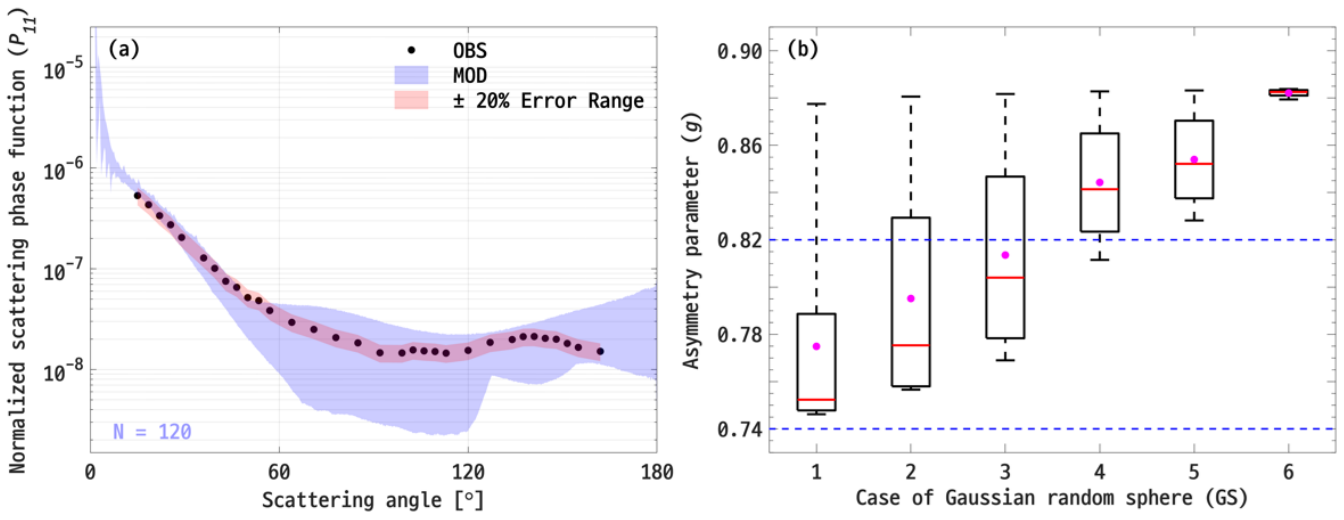 (a)
OBS
MOD
± 20% Error Range
Normalized scattering phase function (P₁₁)
10⁻⁵
10⁻⁶
10⁻⁷
10⁻⁸
N = 120
0 60 120 180
Scattering angle [°]
(b)
Asymmetry parameter (g)
0.90
0.86
0.82
0.78
0.74
1 2 3 4 5 6
Case of Gaussian random sphere (GS)